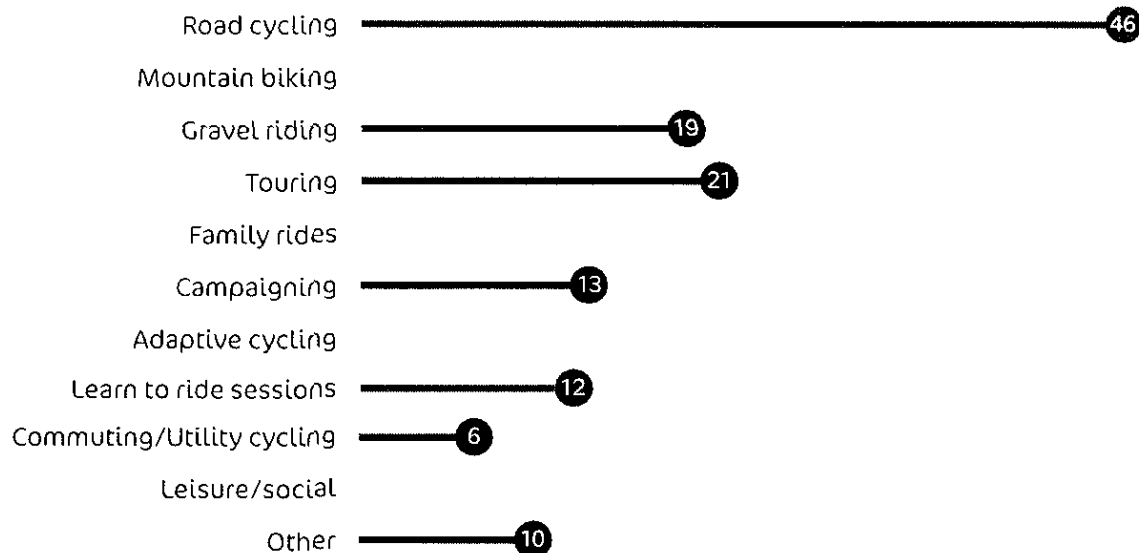 Road cycling 46
Mountain biking
Gravel riding 19
Touring 21
Family rides
Campaigning 13
Adaptive cycling
Learn to ride sessions 12
Commuting/Utility cycling 6
Leisure/social
Other 10